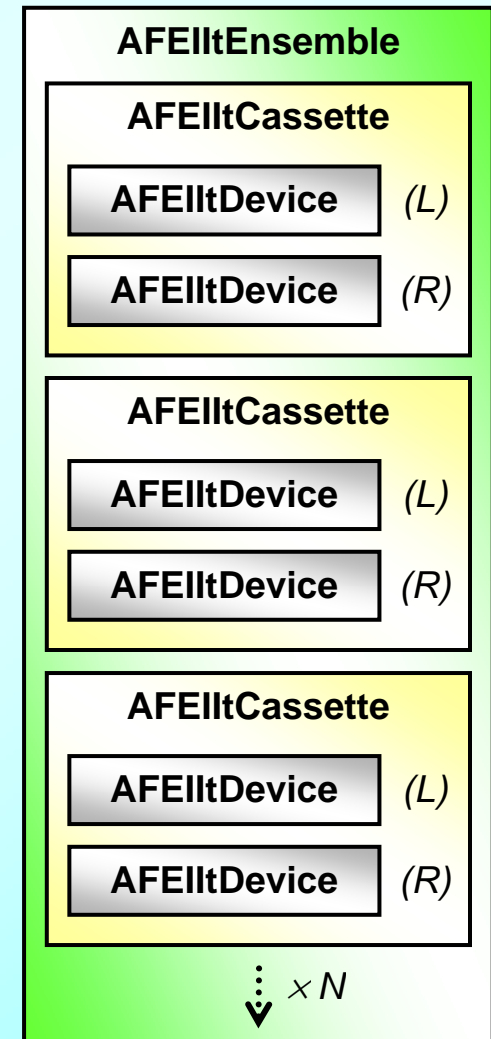 AFEIItEnsemble
AFEIItCassette
AFEIItDevice (L)
AFEIItDevice (R)
AFEIItCassette
AFEIItDevice (L)
AFEIItDevice (R)
AFEIItCassette
AFEIItDevice (L)
AFEIItDevice (R)
× N